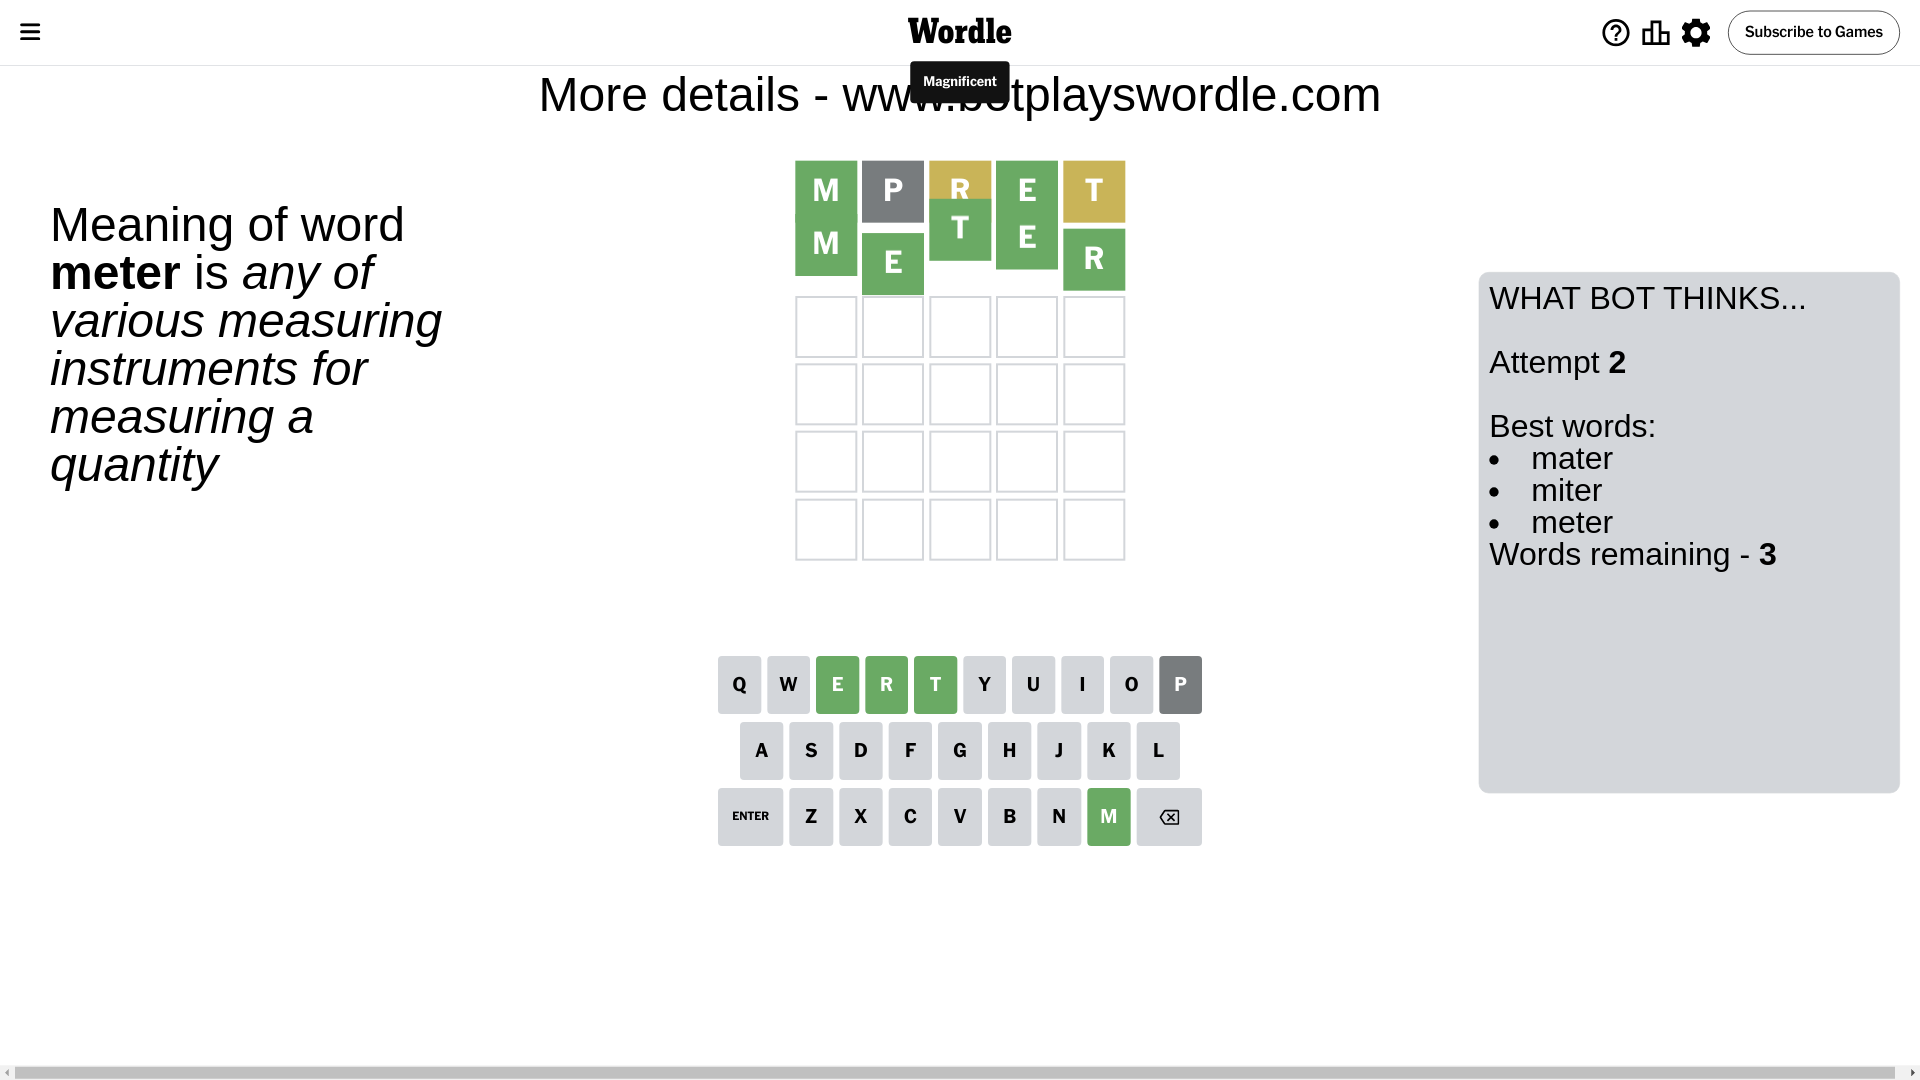 Wordle
Subscribe to Games
Magnificent
More details - www.botplayswordle.com
Meaning of word
meter is any of
various measuring
instruments for
measuring a
quantity
M P R E T
M E T E R
WHAT BOT THINKS...
Attempt 2
Best words:
• mater
• miter
• meter
Words remaining - 3
Q W E R T Y U I O P
A S D F G H J K L
ENTER Z X C V B N M